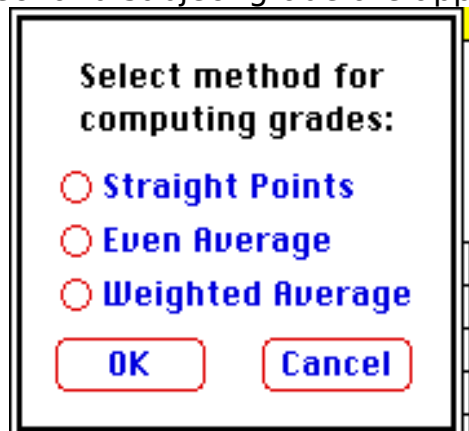 Select method for
computing grades:
Straight Points
Even Average
Weighted Average
OK
Cancel